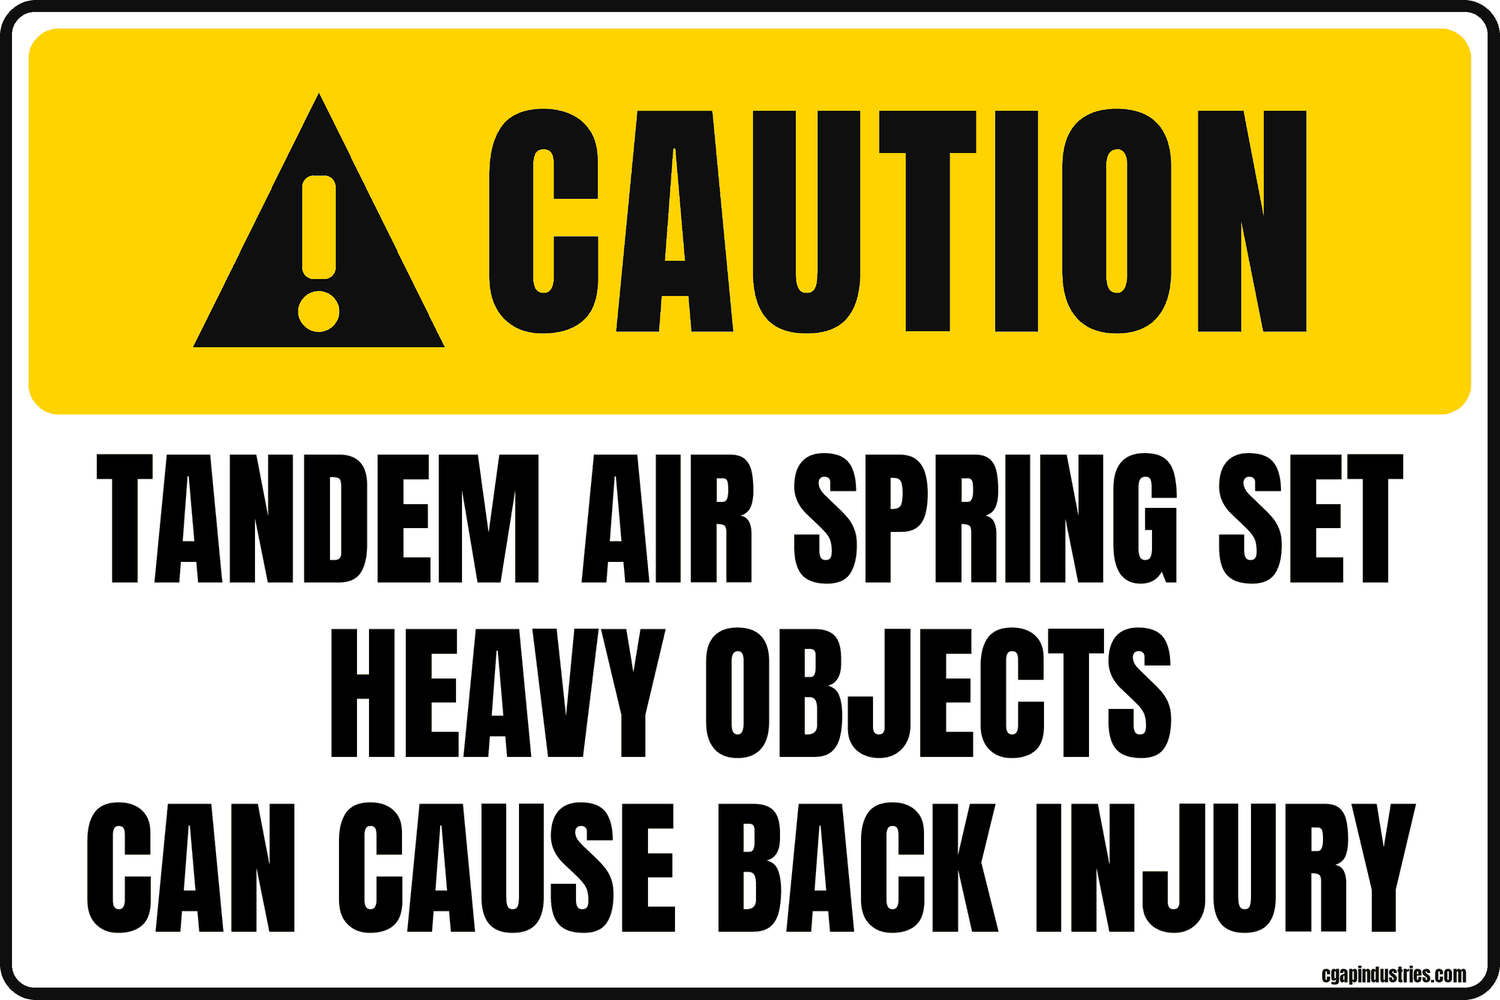 CAUTION
TANDEM AIR SPRING SET
HEAVY OBJECTS
CAN CAUSE BACK INJURY
cgapindustries.com